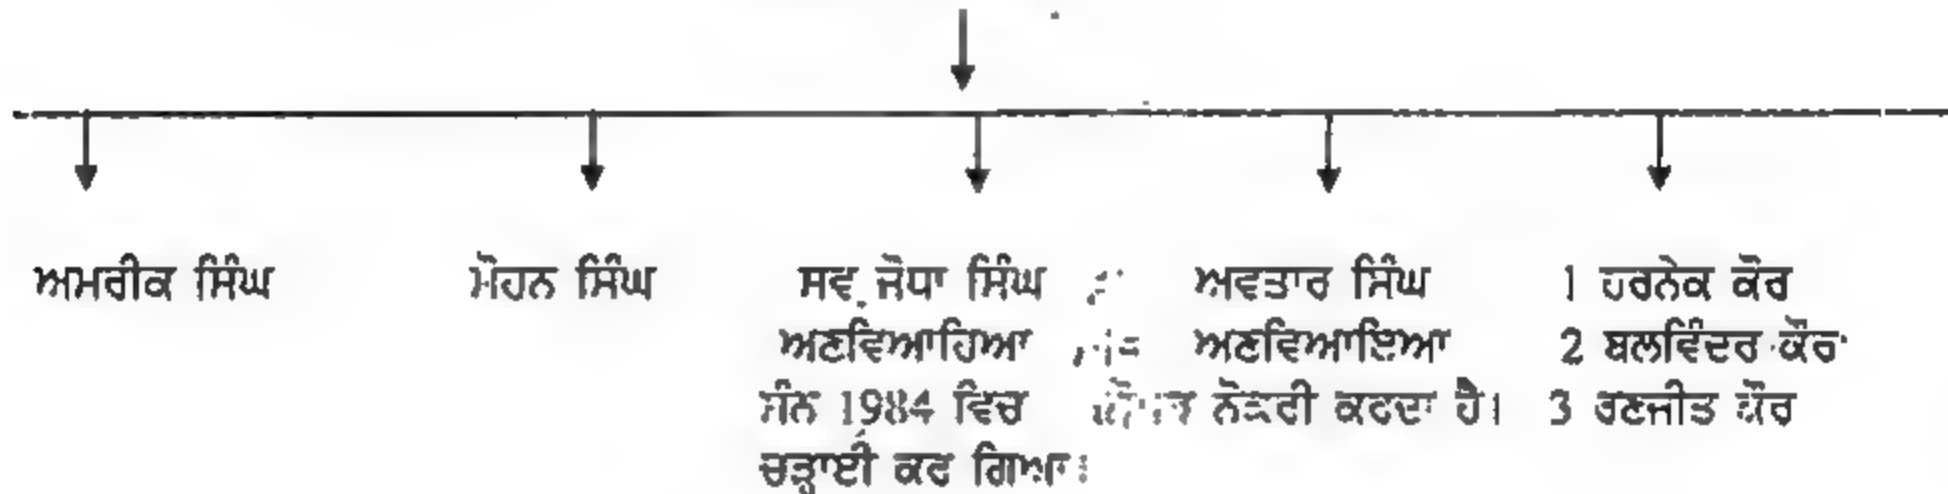 ਅਮਰੀਕ ਸਿੰਘ
ਮੋਹਨ ਸਿੰਘ
ਸਵ. ਜੋਧਾ ਸਿੰਘ
ਅਣਵਿਆਹਿਆ
ਸੰਨ 1984 ਵਿਚ
ਚੜ੍ਹਾਈ ਕਰ ਗਿਆ।
ਅਵਤਾਰ ਸਿੰਘ
ਅਣਵਿਆਇਆ
ਨੌਕਰੀ ਕਰਦਾ ਹੈ।
1 ਹਰਨੇਕ ਕੌਰ
2 ਬਲਵਿੰਦਰ ਕੌਰ
3 ਰਣਜੀਤ ਕੌਰ